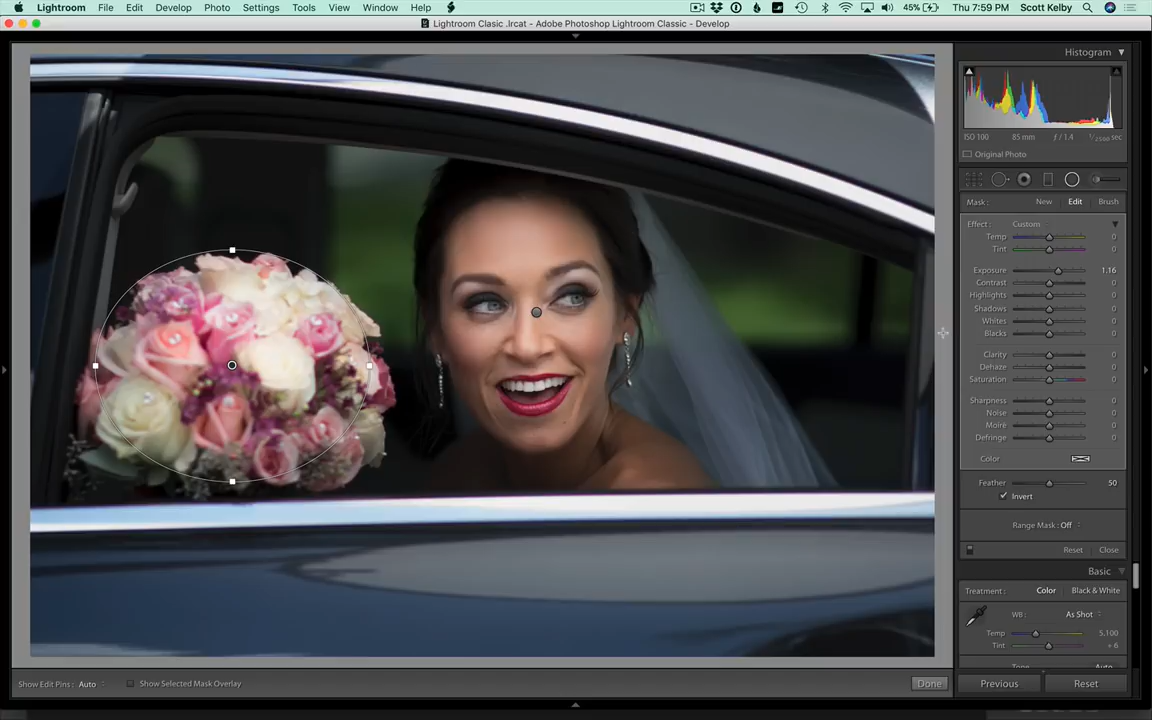 Lightroom File Edit Develop Photo Settings Tools View Window Help 45% Thu 7:59 PM Scott Kelby
Lightroom Clasic .lrcat - Adobe Photoshop Lightroom Classic - Develop
Histogram
ISO 100 85 mm ƒ / 1.4 1/2500 sec
Original Photo
Mask : New Edit Brush
Effect : Custom
Temp 0
Tint 0
Exposure 1.16
Contrast 0
Highlights 0
Shadows 0
Whites 0
Blacks 0
Clarity 0
Dehaze 0
Saturation 0
Sharpness 0
Noise 0
Moire 0
Defringe 0
Color
Feather 50
Invert
Range Mask : Off
Reset Close
Basic
Treatment : Color Black & White
WB : As Shot
Temp 5,100
Tint + 6
Tone Auto
Show Edit Pins : Auto Show Selected Mask Overlay Done Previous Reset